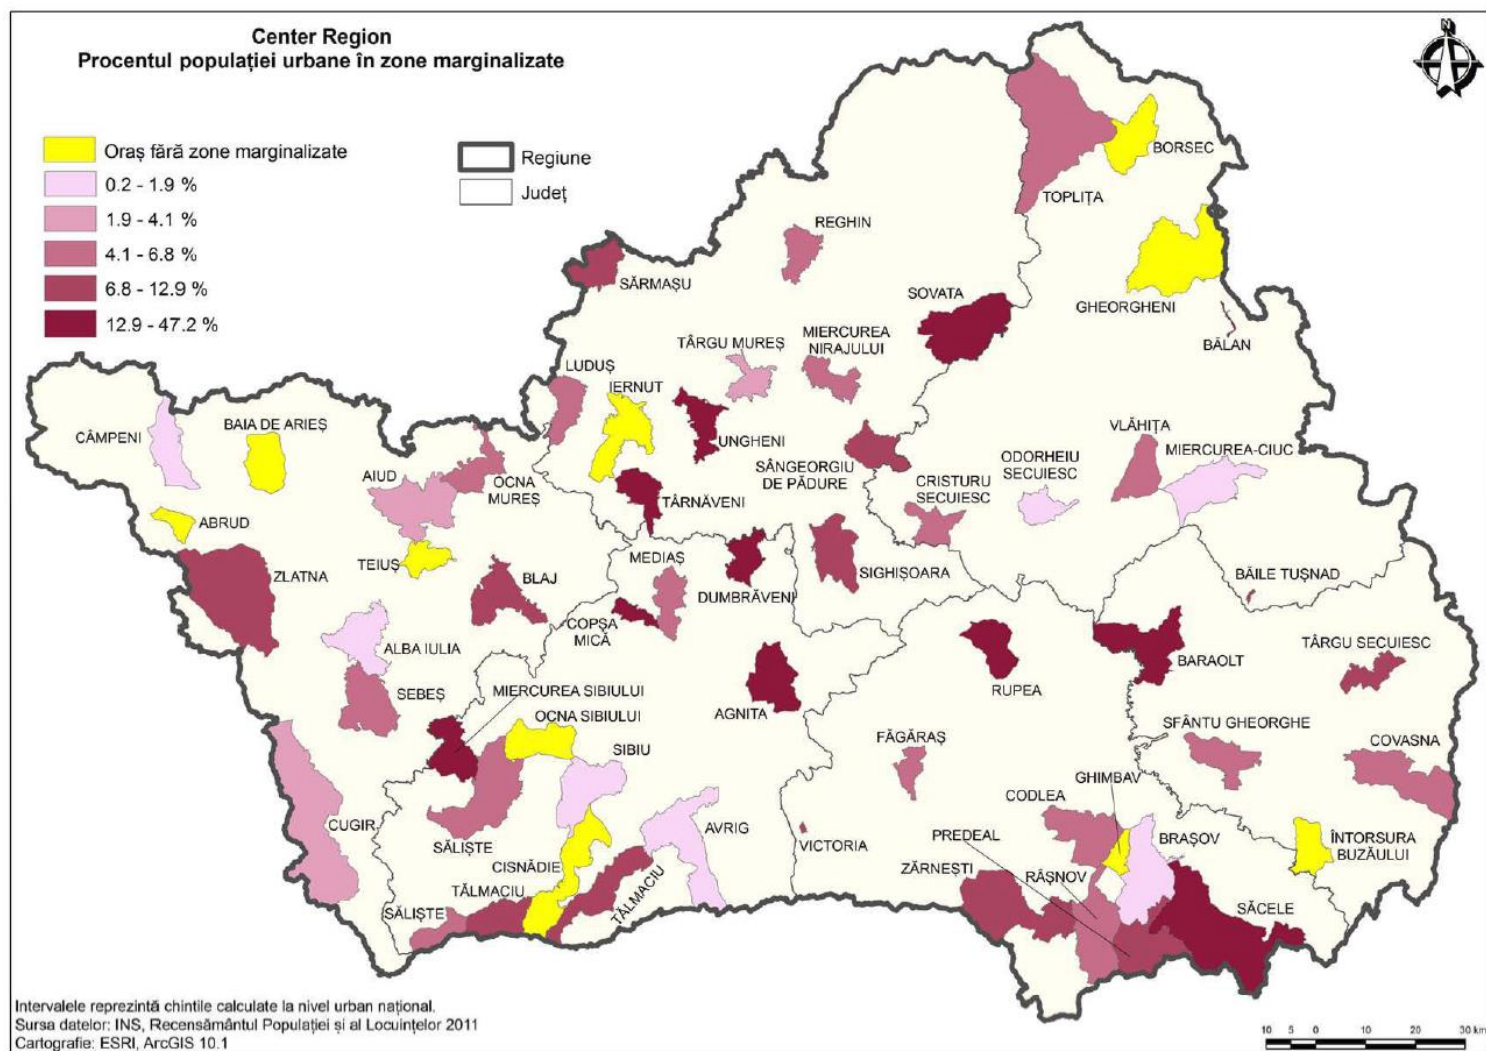 Center Region
Procentul populației urbane în zone marginalizate
N
Oraș fără zone marginalizate
0.2 - 1.9 %
1.9 - 4.1 %
4.1 - 6.8 %
6.8 - 12.9 %
12.9 - 47.2 %
Regiune
Județ
BORSEC
TOPLIȚA
REGHIN
SĂRMAȘU
SOVATA
GHEORGHENI
BĂLAN
TÂRGU MUREȘ
MIERCUREA
NIRAJULUI
LUDUȘ
IERNUT
CÂMPENI
BAIA DE ARIEȘ
UNGHENI
VLĂHIȚA
MIERCUREA-CIUC
AIUD
OCNA
MUREȘ
SÂNGEORGIU
DE PĂDURE
ODORHEIU
SECUIESC
CRISTURU
SECUIESC
TÂRNĂVENI
ABRUD
TEIUȘ
ZLATNA
BLAJ
MEDIAȘ
DUMBRĂVENI
SIGHIȘOARA
BĂILE TUȘNAD
COPȘA
MICĂ
ALBA IULIA
BARAOLT
TÂRGU SECUIESC
SEBEȘ
MIERCUREA SIBIULUI
RUPEA
OCNA SIBIULUI
AGNITA
SFÂNTU GHEORGHE
FĂGĂRAȘ
COVASNA
SIBIU
GHIMBAV
CODLEA
CUGIR
AVRIG
PREDEAL
BRAȘOV
ÎNTORSURA
BUZĂULUI
SĂLIȘTE
VICTORIA
CISNĂDIE
ZĂRNEȘTI
RÂȘNOV
TĂLMACIU
TĂLMACIU
SĂLIȘTE
SĂCELE
Intervalele reprezintă chintile calculate la nivel urban național.
Sursa datelor: INS, Recensământul Populației și al Locuințelor 2011
Cartografie: ESRI, ArcGIS 10.1
10 5 0 10 20 30 km